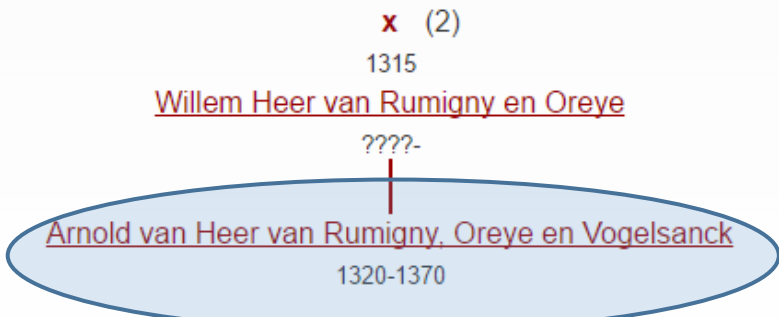 x (2)
1315
Willem Heer van Rumigny en Oreye
????-
Arnold van Heer van Rumigny, Oreye en Vogelsanck
1320-1370